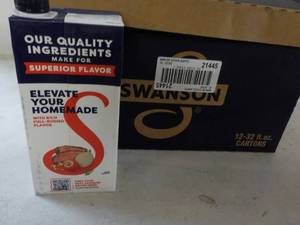 OUR QUALITY
INGREDIENTS
MAKE FOR
SUPERIOR FLAVOR
ELEVATE
YOUR
HOMEMADE
WITH RICH
FULL-BODIED
FLAVOR
21445
21445
SWANSON
12-32 fl.oz.
CARTONS